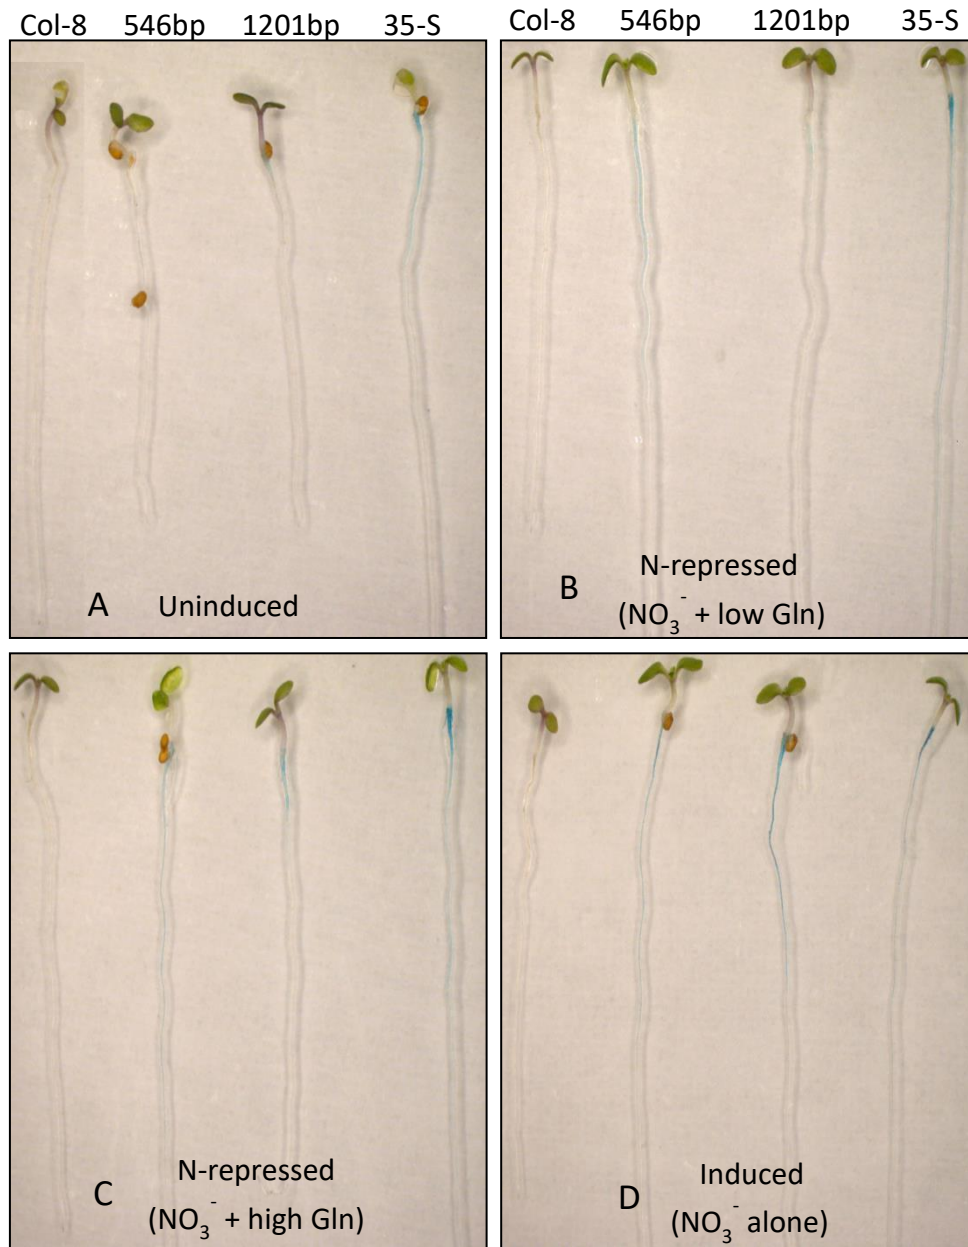 Col-8 546bp 1201bp 35-S
Col-8 546bp 1201bp 35-S
A Uninduced
B N-repressed
(NO₃⁻ + low Gln)
C N-repressed
(NO₃⁻ + high Gln)
D Induced
(NO₃⁻ alone)